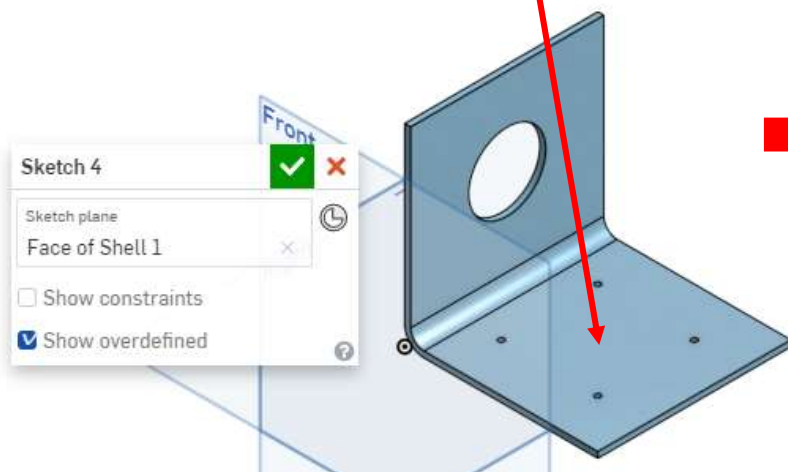 Front
Sketch 4
Sketch plane
Face of Shell 1
Show constraints
Show overdefined
?